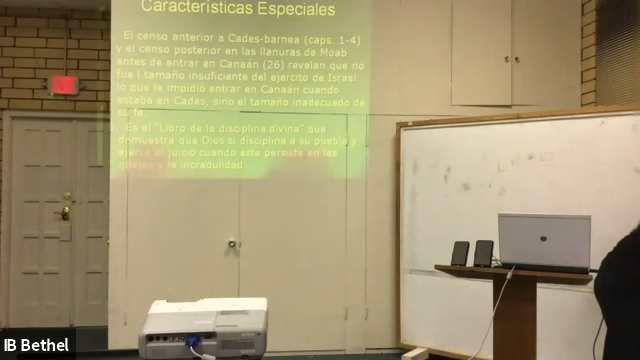 Características Especiales
El censo anterior a Cades-barnea (caps. 1-4)
y el censo posterior en las llanuras de Moab
antes de entrar en Canaán (26) revelan que no
fue l tamaño insuficiente del ejercito de Israel
lo que le impidió entrar en Canaán cuando
estaba en Cades, sino el tamaño inadecuado de
su fe.
Es el "Libro de la disciplina divina" que
demuestra que Dios si disciplina a su pueblo y
ejerce el juicio cuando este persiste en las
quejas y la incredulidad.
EXIT
IB Bethel